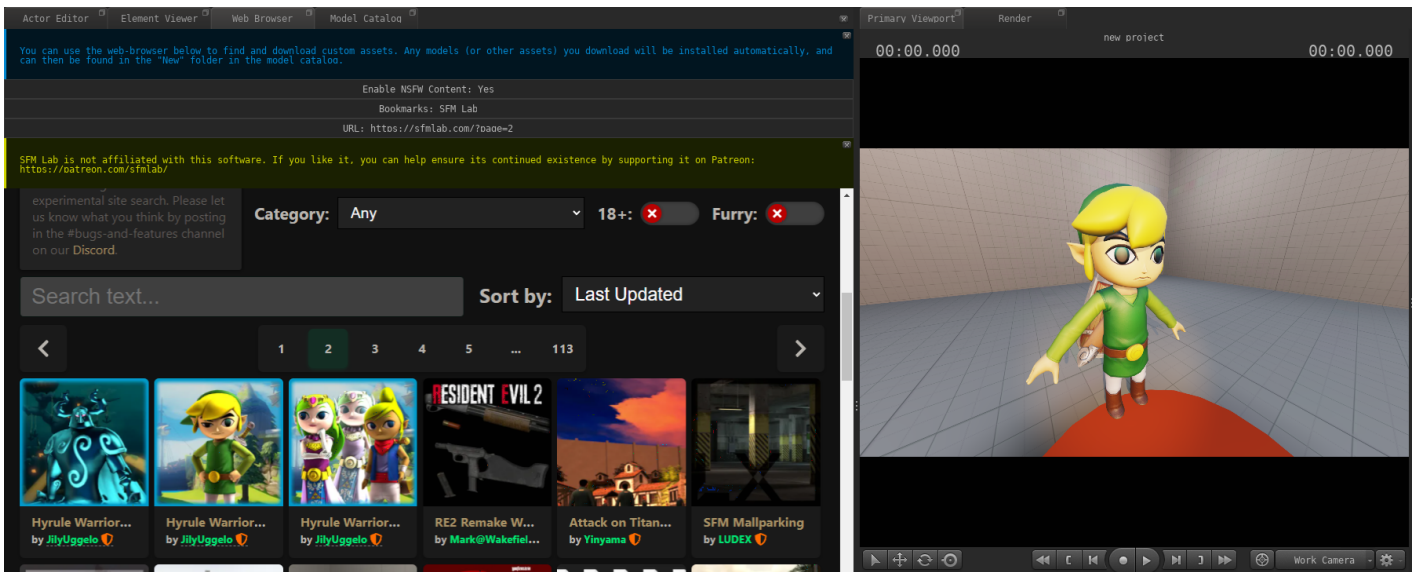 Actor Editor
Element Viewer
Web Browser
Model Catalog
You can use the web-browser below to find and download custom assets. Any models (or other assets) you download will be installed automatically, and
can then be found in the "New" folder in the model catalog.
Enable NSFW Content: Yes
Bookmarks: SFM Lab
URL: https://sfmlab.com/?page=2
SFM Lab is not affiliated with this software. If you like it, you can help ensure its continued existence by supporting it on Patreon:
https://patreon.com/sfmlab/
experimental site search. Please let
us know what you think by posting
in the #bugs-and-features channel
on our Discord.
Category: Any
18+:
Furry:
Search text...
Sort by: Last Updated
1 2 3 4 5 ... 113
RESIDENT EVIL 2
Hyrule Warrior...
by JilyUggelo
Hyrule Warrior...
by JilyUggelo
Hyrule Warrior...
by JilyUggelo
RE2 Remake W...
by Mark@Wakefiel...
Attack on Titan...
by Yinyama
SFM Mallparking
by LUDEX
Primary Viewport
Render
new project
00:00.000
00:00.000
Work Camera